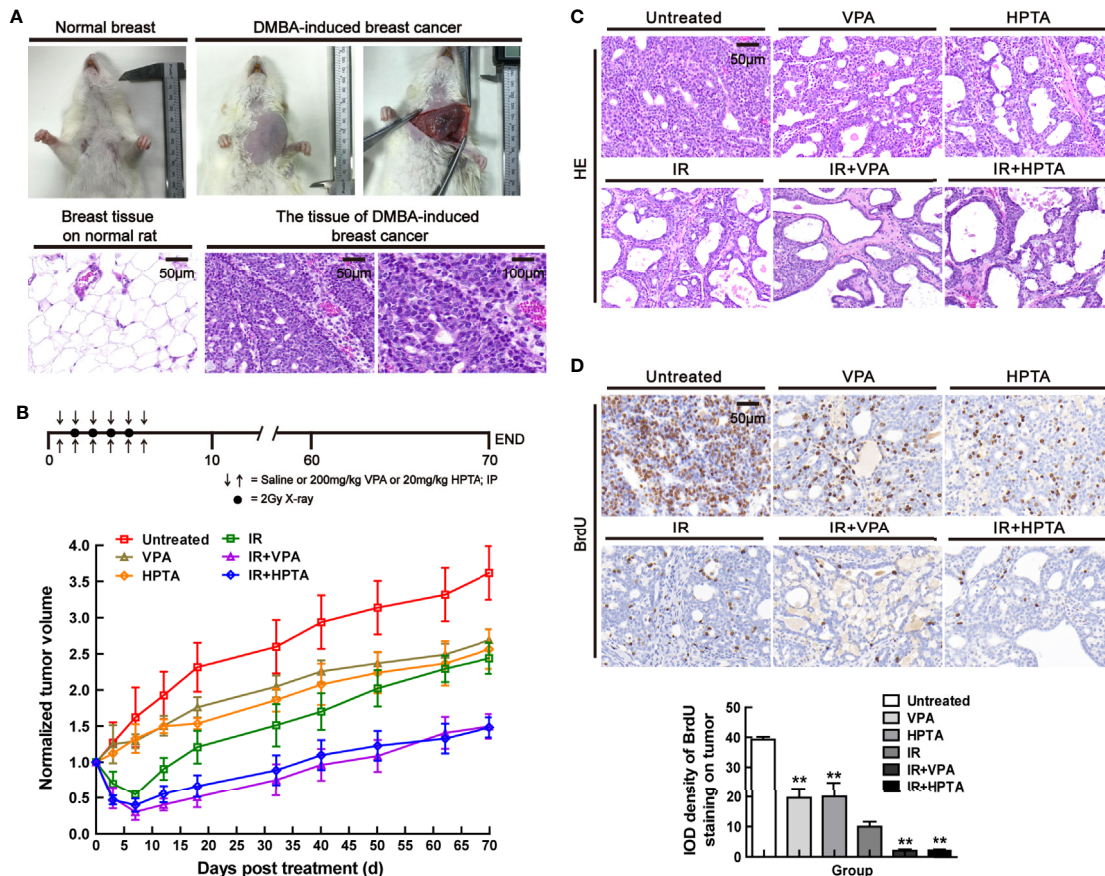 A
Normal breast
DMBA-induced breast cancer
Breast tissue
on normal rat
The tissue of DMBA-induced
breast cancer
50μm
50μm
100μm
B
0
10
60
70
END
↓ ↑ = Saline or 200mg/kg VPA or 20mg/kg HPTA; IP
● = 2Gy X-ray
Untreated
VPA
HPTA
IR
IR+VPA
IR+HPTA
Normalized tumor volume
4.0
3.5
3.0
2.5
2.0
1.5
1.0
0.5
0.0
0 5 10 15 20 25 30 35 40 45 50 55 60 65 70
Days post treatment (d)
C
HE
Untreated
VPA
HPTA
50μm
IR
IR+VPA
IR+HPTA
D
BrdU
Untreated
VPA
HPTA
50μm
IR
IR+VPA
IR+HPTA
Untreated
VPA
HPTA
IR
IR+VPA
IR+HPTA
IOD density of BrdU
staining on tumor
50
40
30
20
10
0
** ** ** **
Group